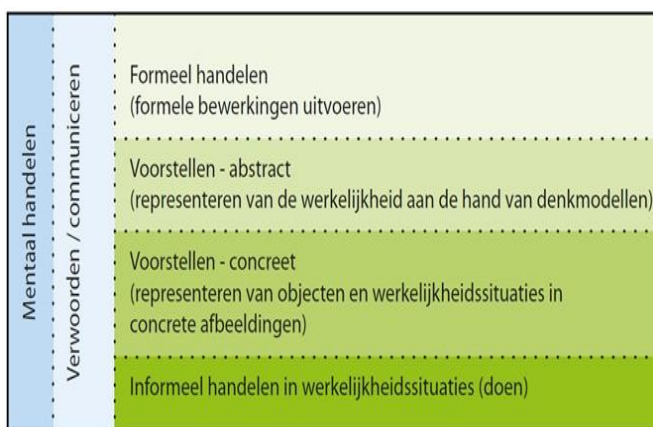 Mentaal handelen
Verwoorden / communiceren
Formeel handelen
(formele bewerkingen uitvoeren)
Voorstellen - abstract
(representeren van de werkelijkheid aan de hand van denkmodellen)
Voorstellen - concreet
(representeren van objecten en werkelijkheidssituaties in
concrete afbeeldingen)
Informeel handelen in werkelijkheidssituaties (doen)